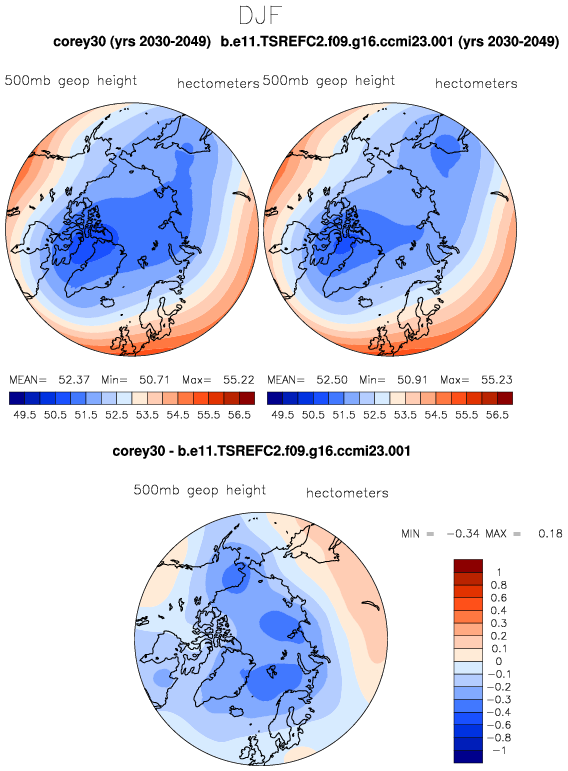 DJF
corey30 (yrs 2030-2049) b.e11.TSREFC2.f09.g16.ccmi23.001 (yrs 2030-2049)
500mb geop height hectometers 500mb geop height hectometers
MEAN= 52.37 Min= 50.71 Max= 55.22 MEAN= 52.50 Min= 50.91 Max= 55.23
49.5 50.5 51.5 52.5 53.5 54.5 55.5 56.5 49.5 50.5 51.5 52.5 53.5 54.5 55.5 56.5
corey30 - b.e11.TSREFC2.f09.g16.ccmi23.001
500mb geop height hectometers
MIN = -0.34 MAX = 0.18
1
0.8
0.6
0.4
0.3
0.2
0.1
0
-0.1
-0.2
-0.3
-0.4
-0.6
-0.8
-1